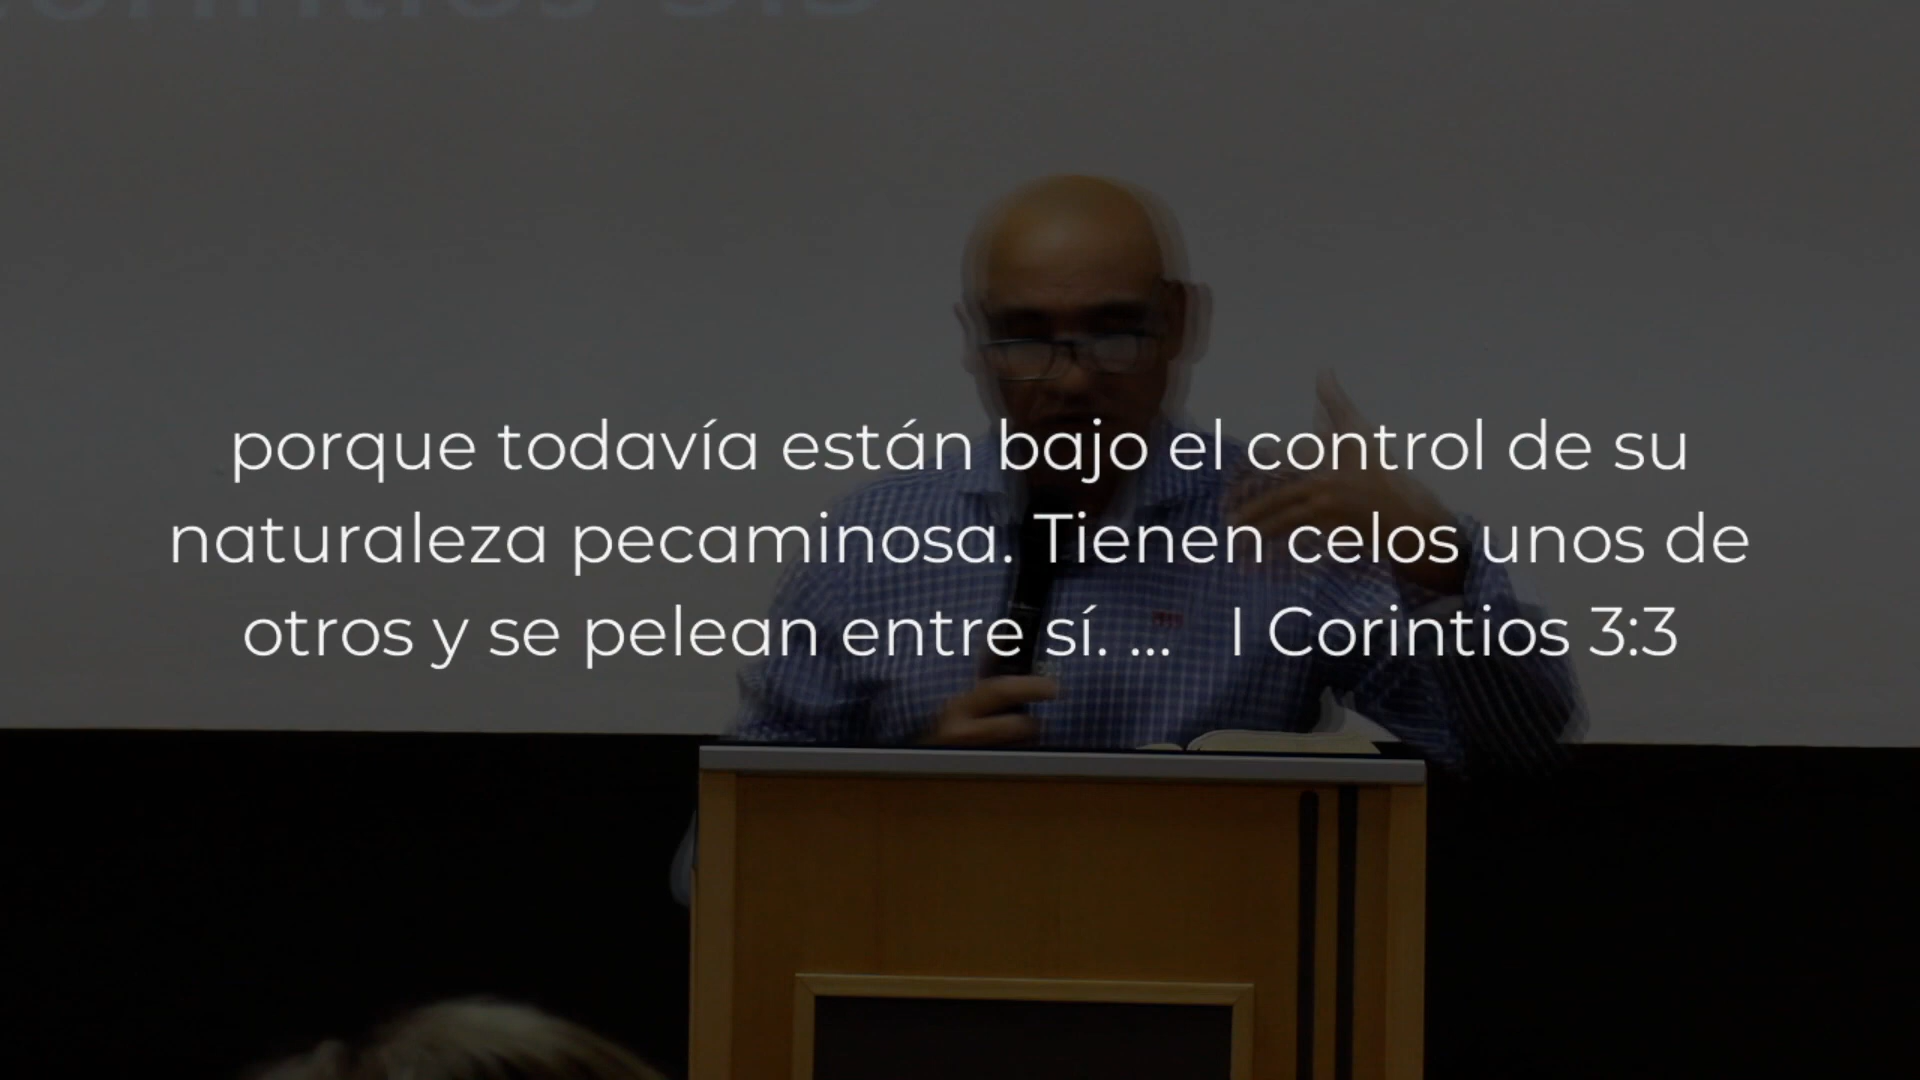 porque todavía están bajo el control de su
naturaleza pecaminosa. Tienen celos unos de
otros y se pelean entre sí. ... I Corintios 3:3